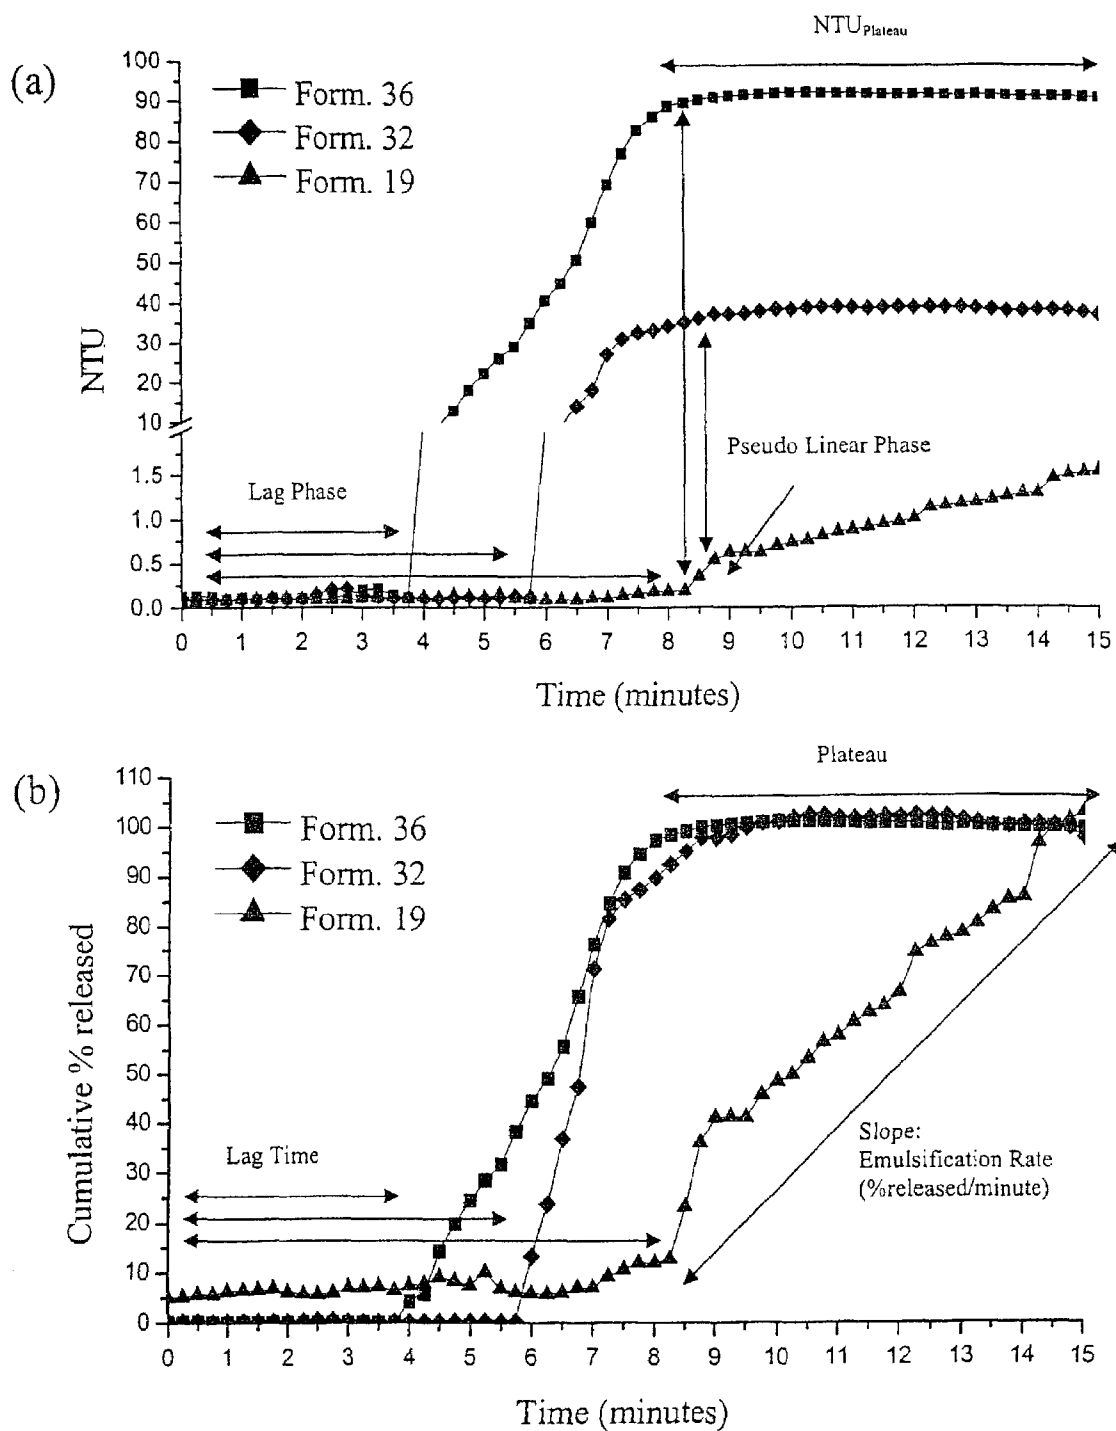 (a)
NTU Plateau
100
90
80
70
60
50
40
30
20
10
1.5
1.0
0.5
0.0
NTU
Form. 36
Form. 32
Form. 19
Lag Phase
Pseudo Linear Phase
0 1 2 3 4 5 6 7 8 9 10 11 12 13 14 15
Time (minutes)
(b)
Plateau
110
100
90
80
70
60
50
40
30
20
10
0
Cumulative % released
Form. 36
Form. 32
Form. 19
Lag Time
Slope:
Emulsification Rate
(%released/minute)
0 1 2 3 4 5 6 7 8 9 10 11 12 13 14 15
Time (minutes)